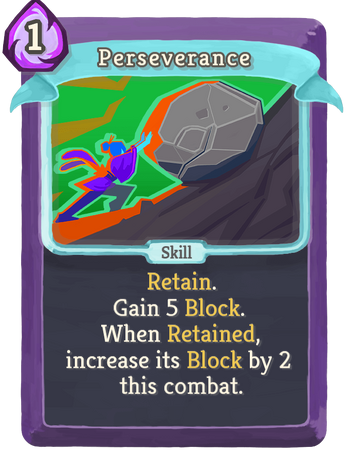 1
Perseverance
Skill
Retain.
Gain 5 Block.
When Retained,
increase its Block by 2
this combat.